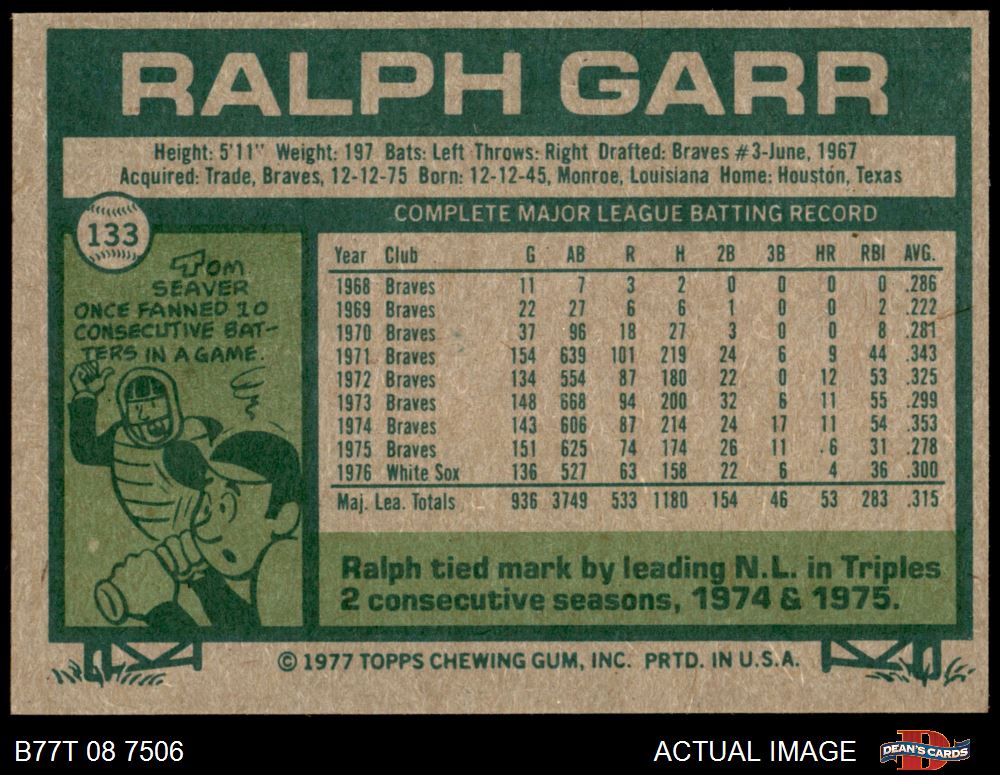 RALPH GARR
Height: 5'11" Weight: 197 Bats: Left Throws: Right Drafted: Braves #3-June, 1967
Acquired: Trade, Braves, 12-12-75 Born: 12-12-45, Monroe, Louisiana Home: Houston, Texas
133
TOM
SEAVER
ONCE FANNED 10
CONSECUTIVE BAT-
TERS IN A GAME.
COMPLETE MAJOR LEAGUE BATTING RECORD
Year Club G AB R H 2B 3B HR RBI AVG.
1968 Braves 11 7 3 2 0 0 0 0 .286
1969 Braves 22 27 6 6 1 0 0 2 .222
1970 Braves 37 96 18 27 3 0 0 8 .281
1971 Braves 154 639 101 219 24 6 9 44 .343
1972 Braves 134 554 87 180 22 0 12 53 .325
1973 Braves 148 668 94 200 32 6 11 55 .299
1974 Braves 143 606 87 214 24 17 11 54 .353
1975 Braves 151 625 74 174 26 11 6 31 .278
1976 White Sox 136 527 63 158 22 6 4 36 .300
Maj. Lea. Totals 936 3749 533 1180 154 46 53 283 .315
Ralph tied mark by leading N.L. in Triples
2 consecutive seasons, 1974 & 1975.
© 1977 TOPPS CHEWING GUM, INC. PRTD. IN U.S.A.
B77T 08 7506
ACTUAL IMAGE
DEAN'S CARDS